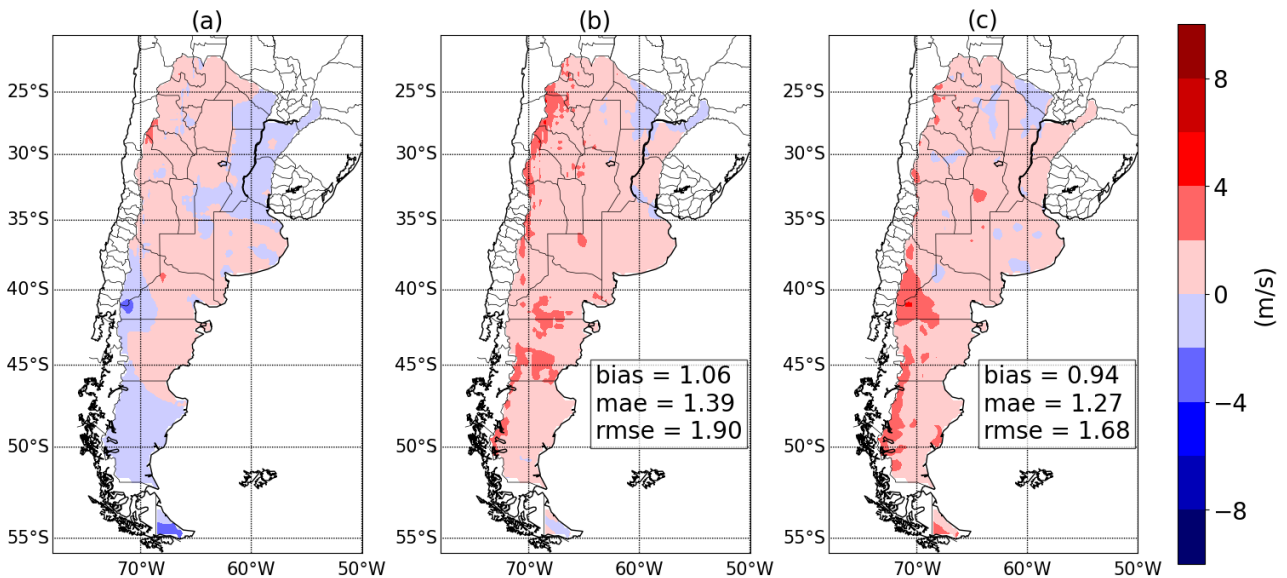 (a)
(b)
(c)
25°S
30°S
35°S
40°S
45°S
50°S
55°S
70°W
60°W
50°W
25°S
30°S
35°S
40°S
45°S
50°S
55°S
70°W
60°W
50°W
bias = 1.06
mae = 1.39
rmse = 1.90
25°S
30°S
35°S
40°S
45°S
50°S
55°S
70°W
60°W
50°W
bias = 0.94
mae = 1.27
rmse = 1.68
8
4
0
−4
−8
(m/s)